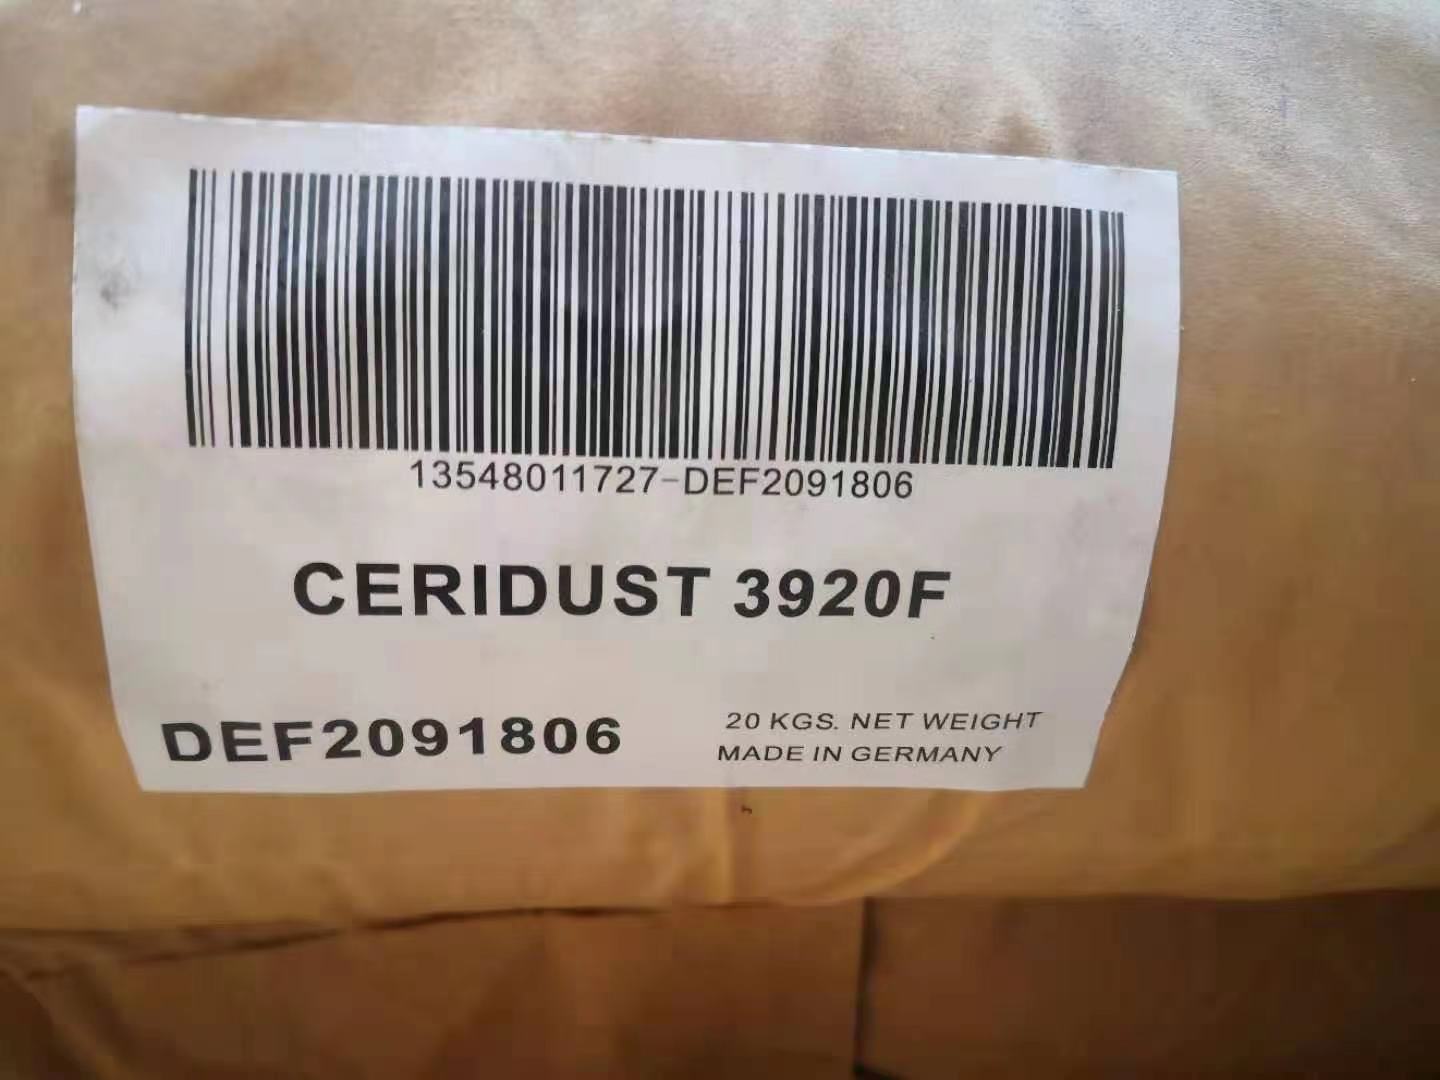 13548011727-DEF2091806
CERIDUST 3920F
DEF2091806
20 KGS. NET WEIGHT
MADE IN GERMANY